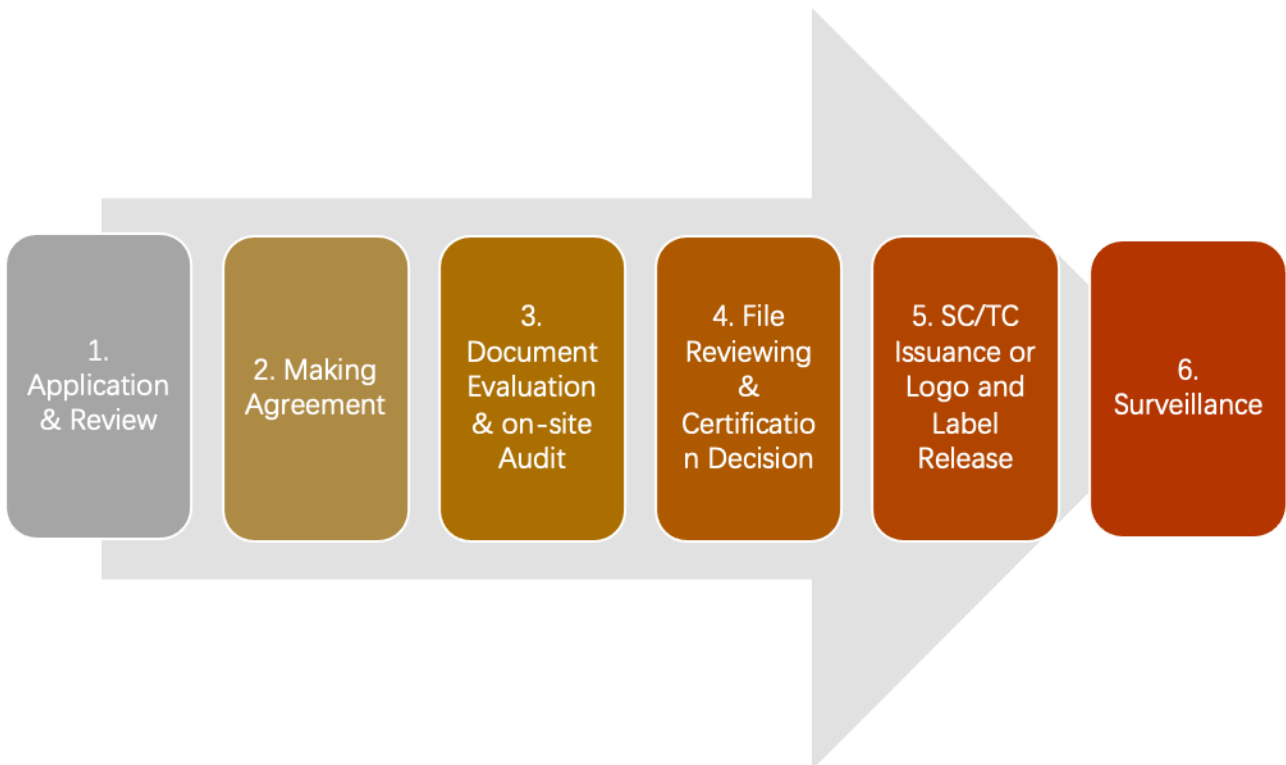 1.
Application
& Review
2. Making
Agreement
3.
Document
Evaluation
& on-site
Audit
4. File
Reviewing
&
Certificatio
n Decision
5. SC/TC
Issuance or
Logo and
Label
Release
6.
Surveillance